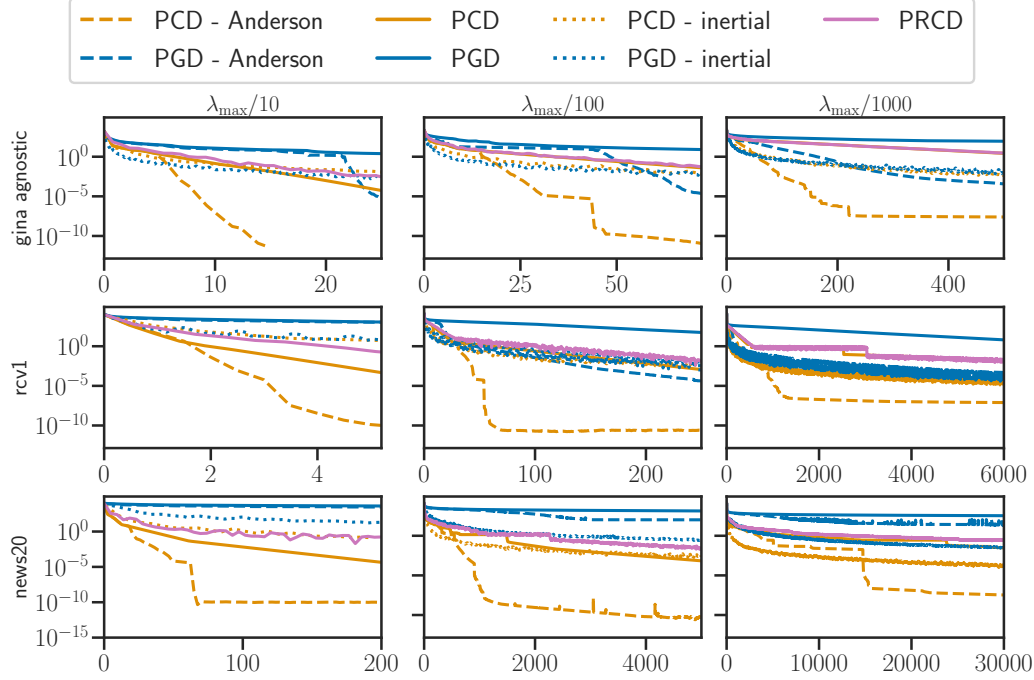 PCD - Anderson PCD PCD - inertial PRCD
PGD - Anderson PGD PGD - inertial
λmax/10 λmax/100 λmax/1000
gina agnostic
10^0
10^−5
10^−10
0 10 20
0 25 50
0 200 400
rcv1
10^0
10^−5
10^−10
0 2 4
0 100 200
0 2000 4000 6000
news20
10^0
10^−5
10^−10
10^−15
0 100 200
0 2000 4000
0 10000 20000 30000